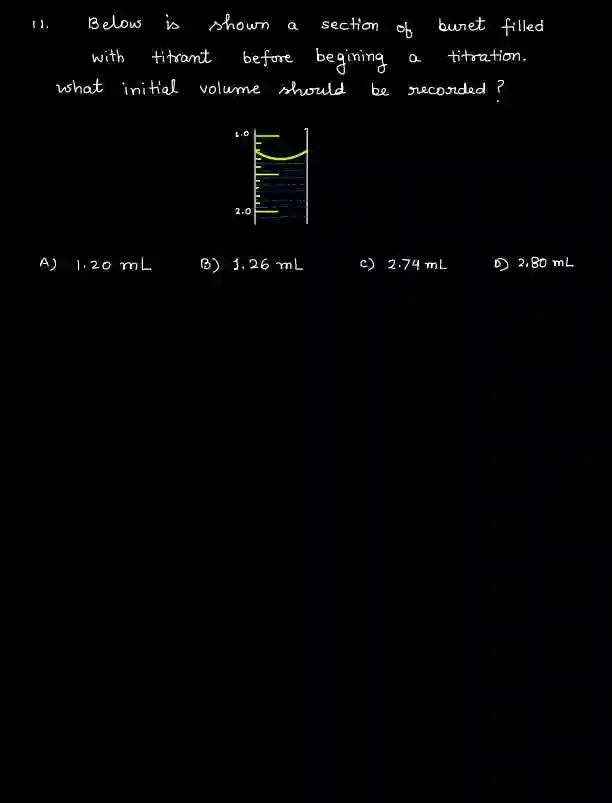 11. Below is shown a section of buret filled
with titrant before begining a titration.
what initial volume should be recorded?
1.0
2.0
A) 1.20 mL B) 1.26 mL C) 2.74 mL D) 2.80 mL